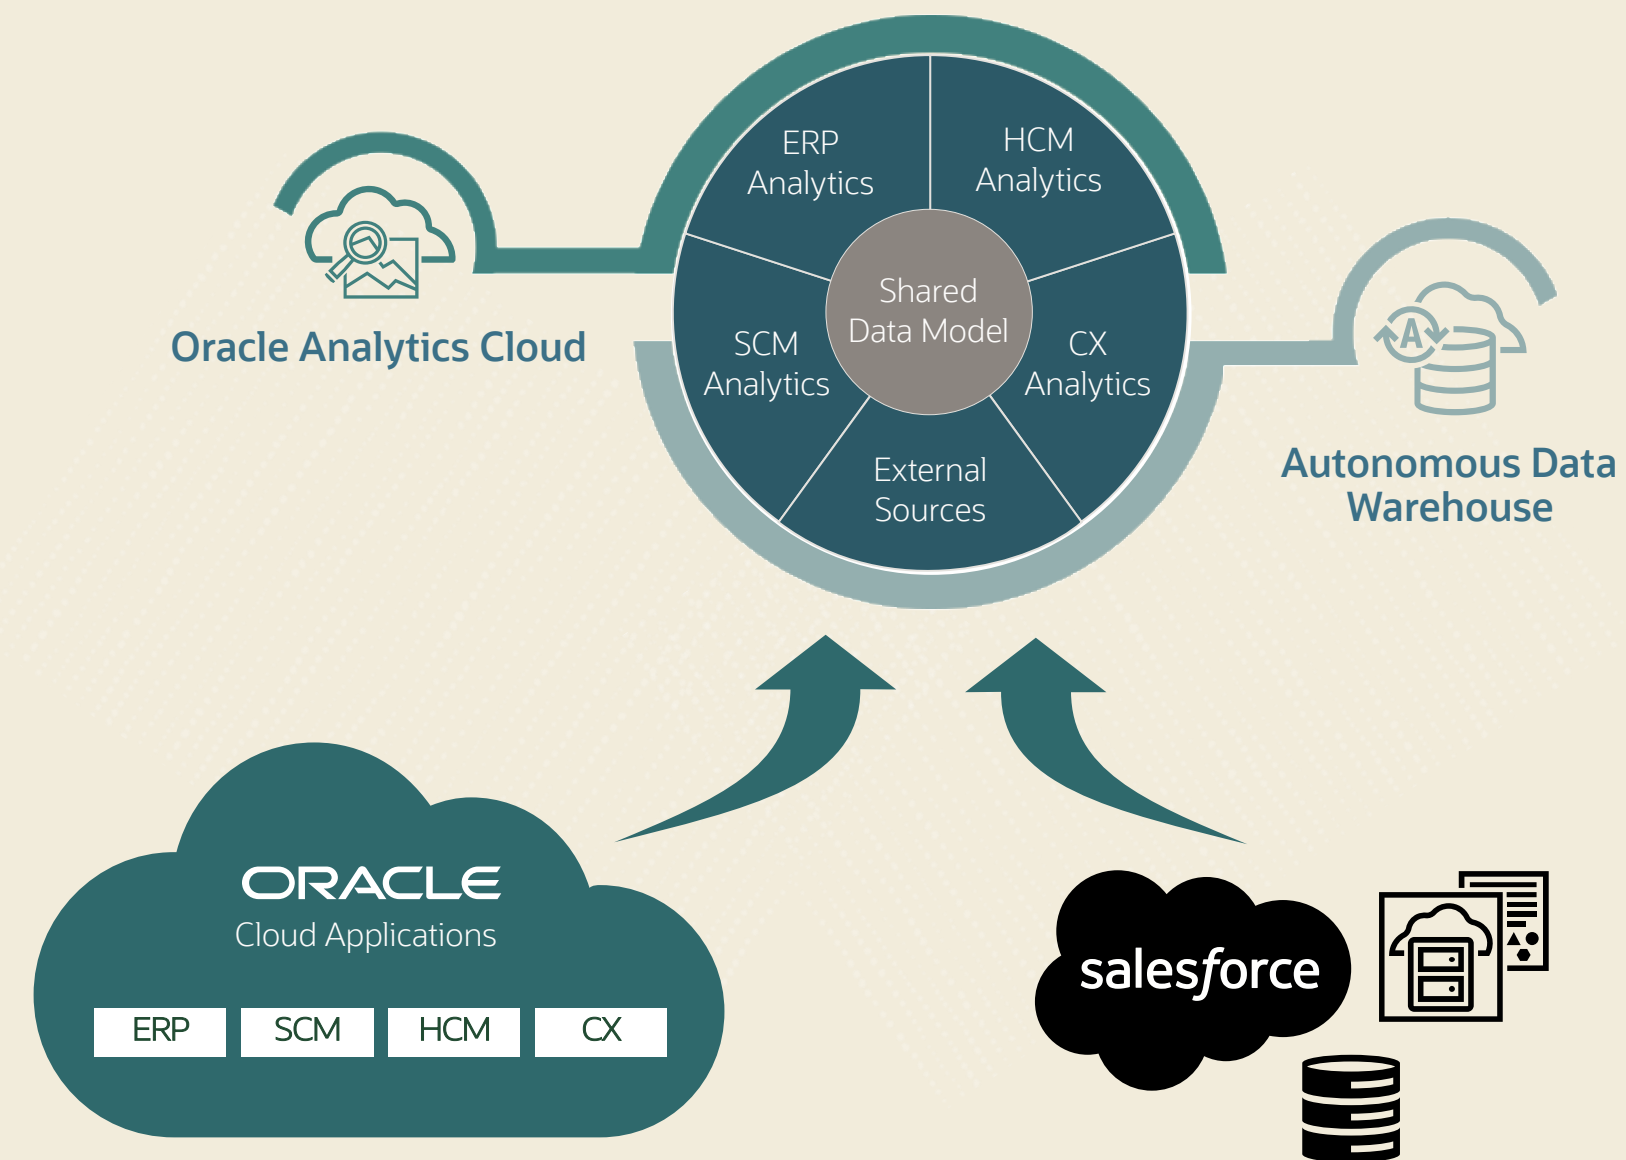 ERP
Analytics
HCM
Analytics
Shared
Data Model
SCM
Analytics
CX
Analytics
External
Sources
Oracle Analytics Cloud
A
Autonomous Data
Warehouse
ORACLE
Cloud Applications
ERP
SCM
HCM
CX
salesforce